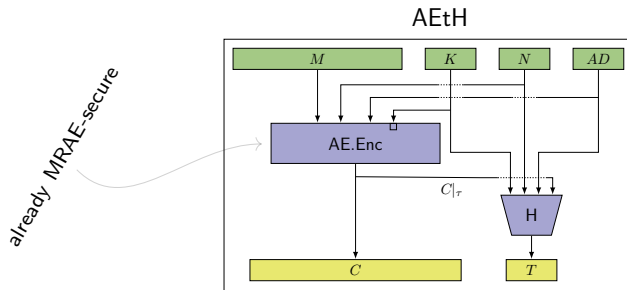 AEtH
M K N AD
already MRAE-secure
AE.Enc
C|τ
H
C T